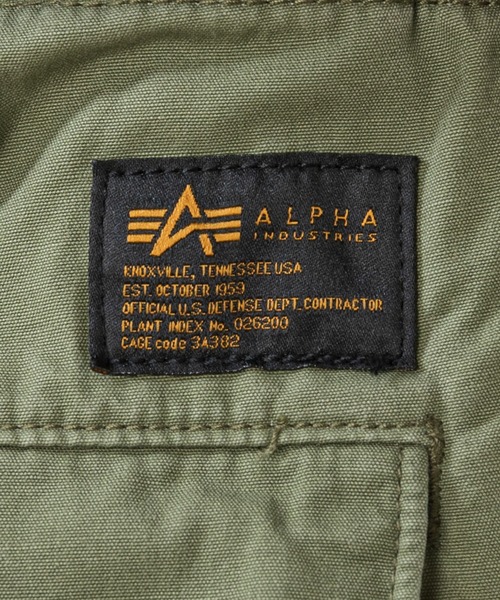 ALPHA
INDUSTRIES
KNOXVILLE, TENNESSEE USA
EST. OCTOBER 1959
OFFICIAL U.S. DEFENSE DEPT. CONTRACTOR
PLANT INDEX No. 026200
CAGE code 3A382